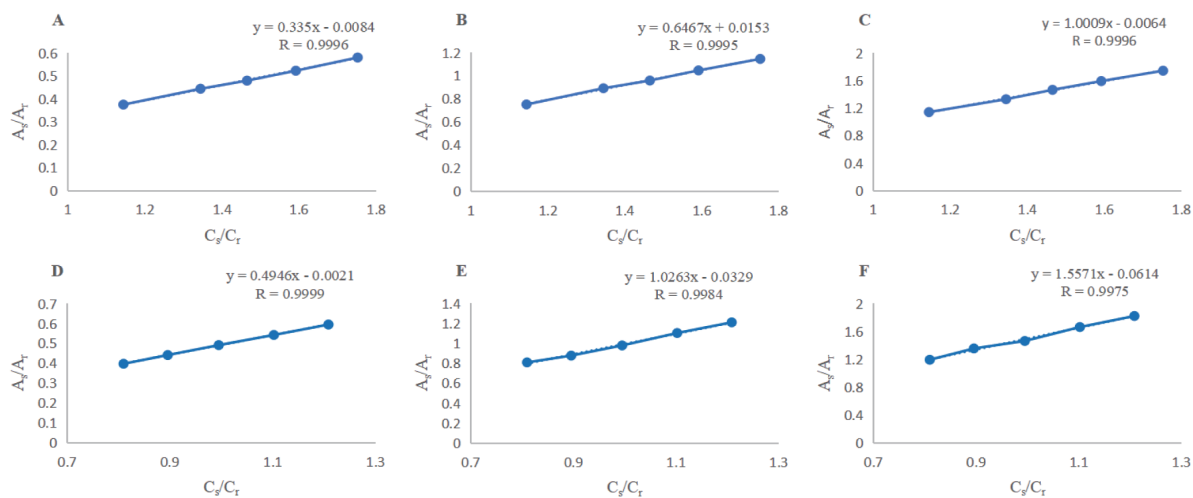 A
y = 0.335x - 0.0084
R = 0.9996
0.6
0.5
0.4
0.3
0.2
0.1
0
1
1.2
1.4
1.6
1.8
As/Ar
Cs/Cr
B
y = 0.6467x + 0.0153
R = 0.9995
1.2
1
0.8
0.6
0.4
0.2
0
1
1.2
1.4
1.6
1.8
As/Ar
Cs/Cr
C
y = 1.0009x - 0.0064
R = 0.9996
2
1.6
1.2
0.8
0.4
0
1
1.2
1.4
1.6
1.8
As/Ar
Cs/Cr
D
y = 0.4946x - 0.0021
R = 0.9999
0.7
0.6
0.5
0.4
0.3
0.2
0.1
0
0.7
0.9
1.1
1.3
As/Ar
Cs/Cr
E
y = 1.0263x - 0.0329
R = 0.9984
1.4
1.2
1
0.8
0.6
0.4
0.2
0
0.7
0.9
1.1
1.3
As/Ar
Cs/Cr
F
y = 1.5571x - 0.0614
R = 0.9975
2
1.6
1.2
0.8
0.4
0
0.7
0.9
1.1
1.3
As/Ar
Cs/Cr